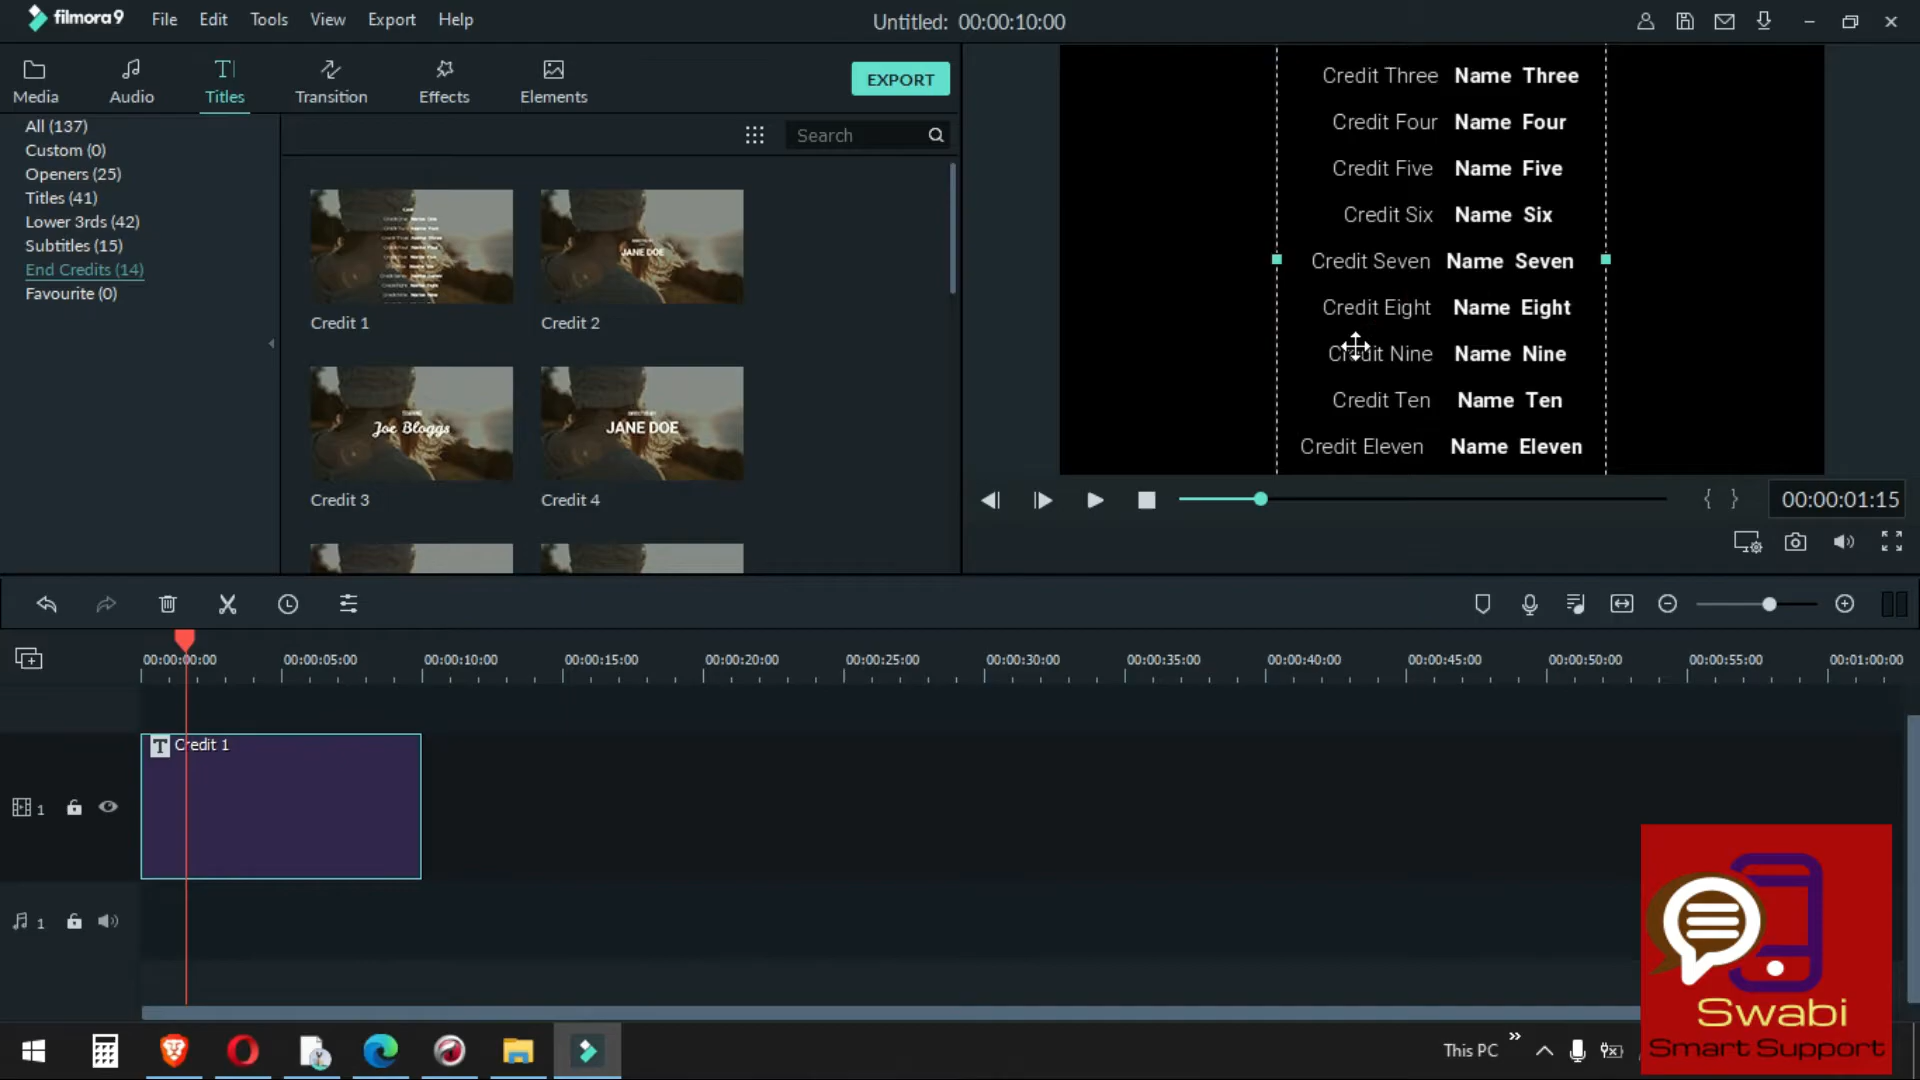 filmora9 File Edit Tools View Export Help Untitled: 00:00:10:00
Media Audio Titles Transition Effects Elements EXPORT
All (137)
Custom (0)
Openers (25)
Titles (41)
Lower 3rds (42)
Subtitles (15)
End Credits (14)
Favourite (0)
Search
JANE DOE
Credit 1 Credit 2
Joe Bloggs
JANE DOE
Credit 3 Credit 4
Credit Three Name Three
Credit Four Name Four
Credit Five Name Five
Credit Six Name Six
Credit Seven Name Seven
Credit Eight Name Eight
Credit Nine Name Nine
Credit Ten Name Ten
Credit Eleven Name Eleven
{ } 00:00:01:15
00:00:00:00 00:00:05:00 00:00:10:00 00:00:15:00 00:00:20:00 00:00:25:00 00:00:30:00 00:00:35:00 00:00:40:00 00:00:45:00 00:00:50:00 00:00:55:00 00:01:00:00
T Credit 1
1
1
This PC
Swabi
Smart Support